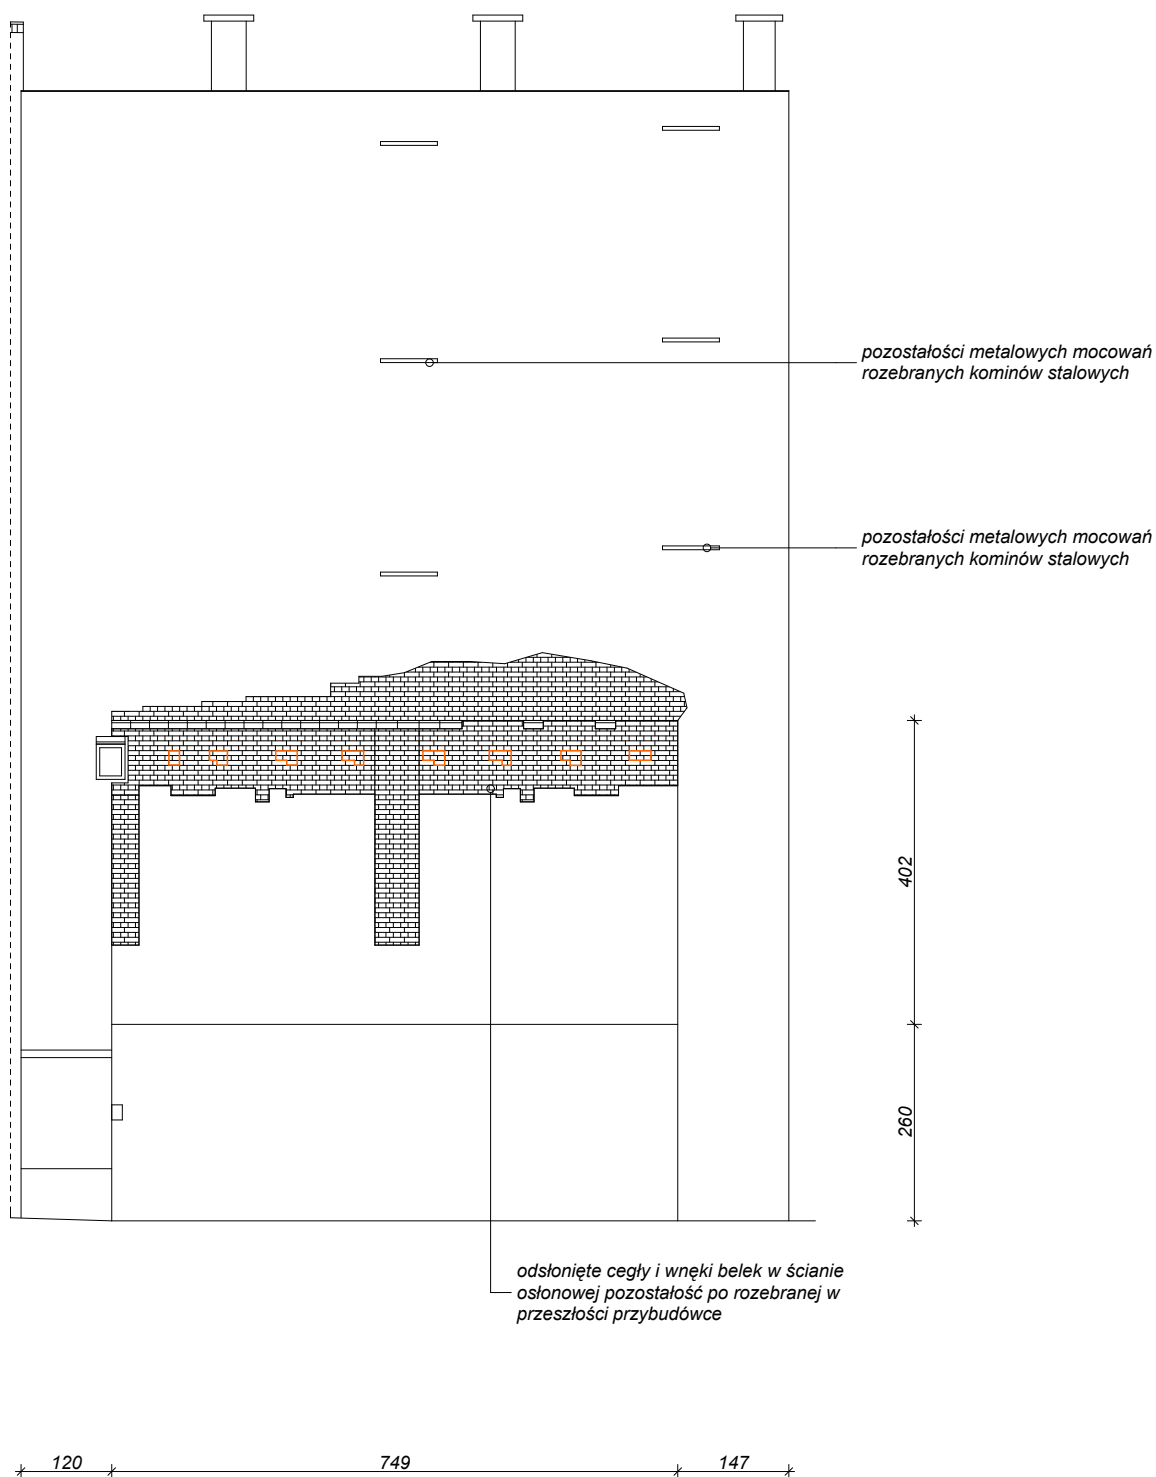 pozostałości metalowych mocowań
rozebranych kominów stalowych
pozostałości metalowych mocowań
rozebranych kominów stalowych
402
260
odsłonięte cegły i wnęki belek w ścianie
osłonowej pozostałość po rozebranej w
przeszłości przybudówce
120
749
147